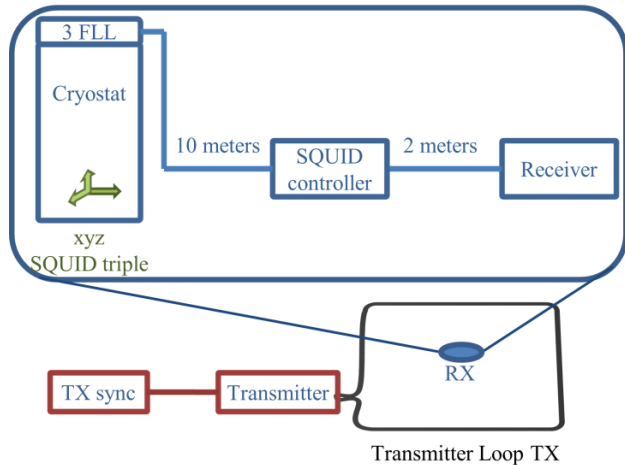 3 FLL
Cryostat
10 meters
SQUID
controller
2 meters
Receiver
xyz
SQUID triple
RX
TX sync
Transmitter
Transmitter Loop TX